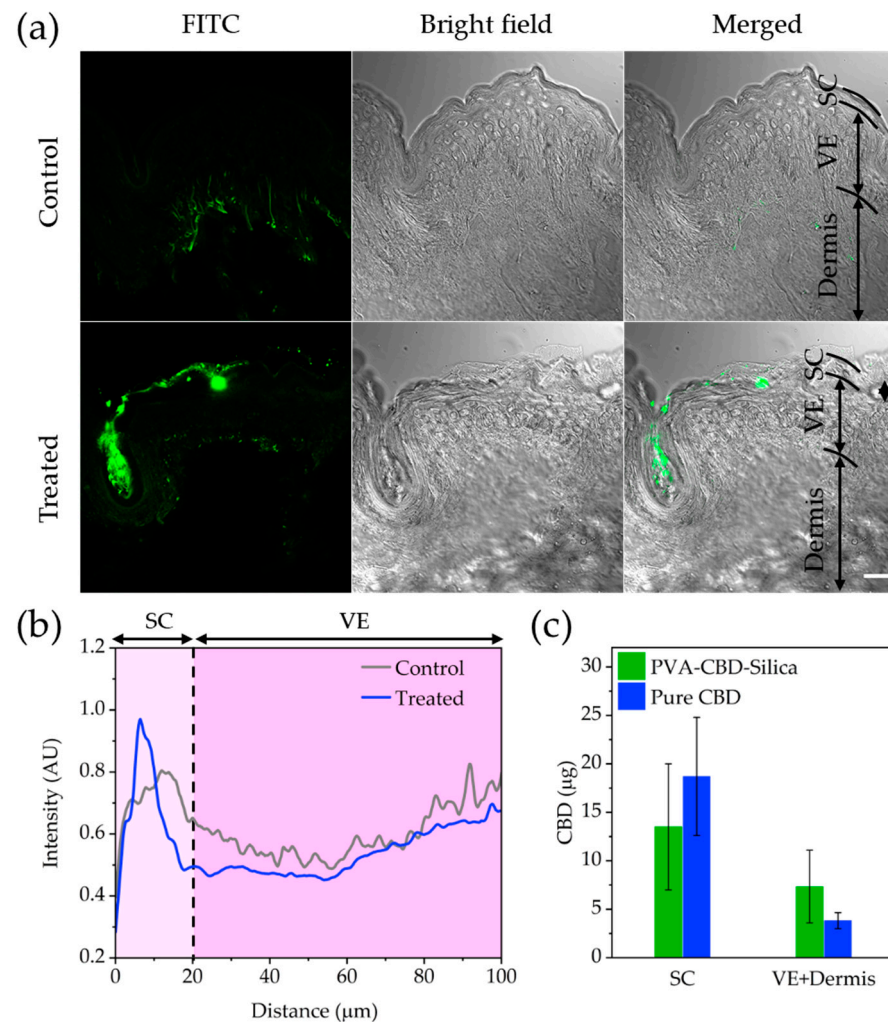 (a)
FITC
Bright field
Merged
Control
SC
VE
Dermis
Treated
SC
VE
Dermis
(b)
SC
VE
1.2
1.0
0.8
0.6
0.4
0.2
Intensity (AU)
Control
Treated
0
20
40
60
80
100
Distance (µm)
(c)
30
25
20
15
10
5
0
CBD (µg)
PVA-CBD-Silica
Pure CBD
SC
VE+Dermis